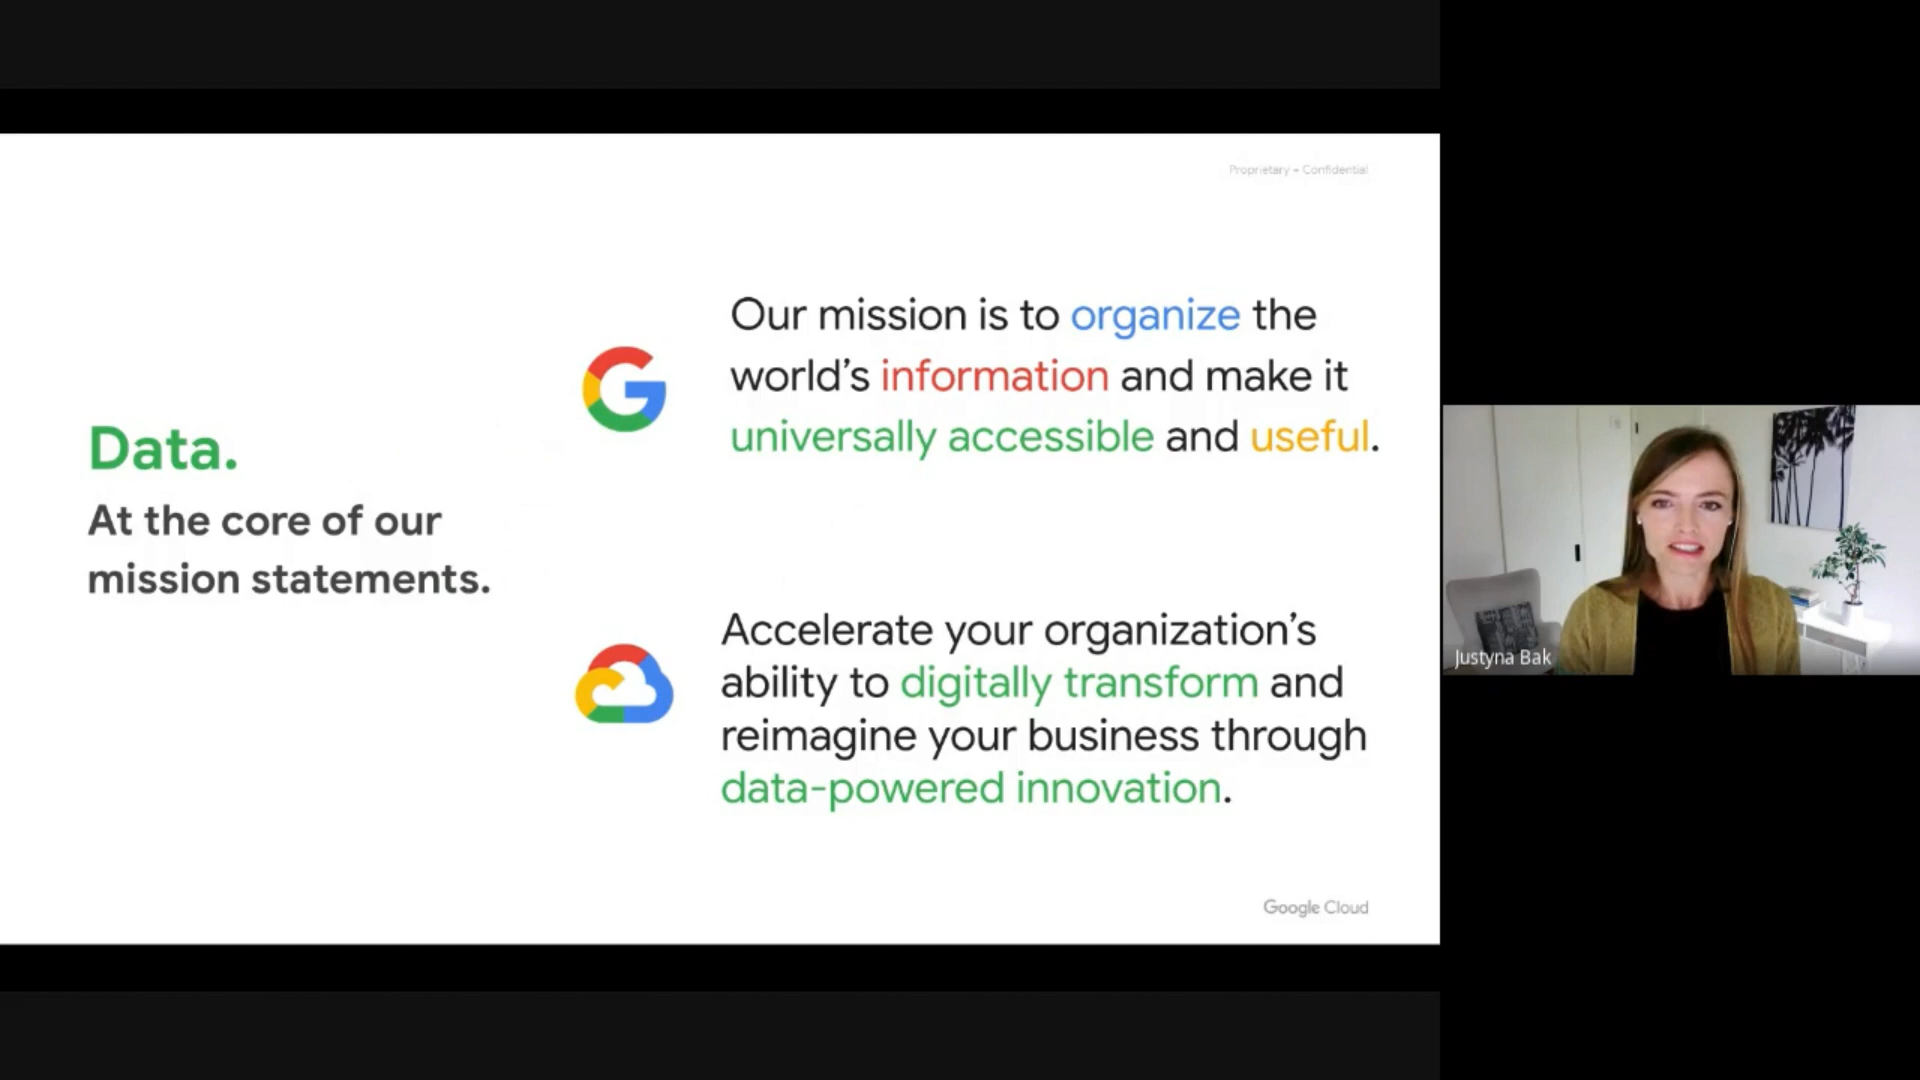 Proprietary + Confidential
Data.
At the core of our
mission statements.
Our mission is to organize the
world's information and make it
universally accessible and useful.
Accelerate your organization's
ability to digitally transform and
reimagine your business through
data-powered innovation.
Google Cloud
Justyna Bak